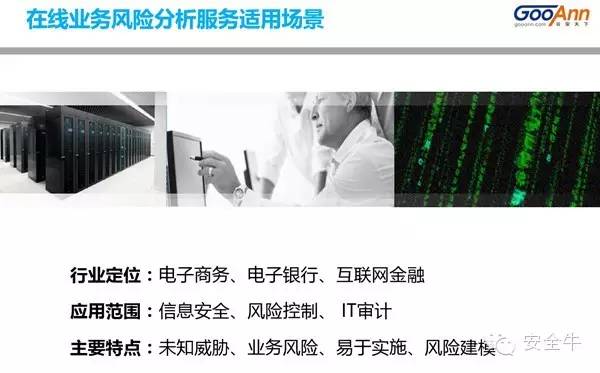 在线业务风险分析服务适用场景
GooAnn
gooann.com 谷安天下
行业定位：电子商务、电子银行、互联网金融
应用范围：信息安全、风险控制、 IT审计
主要特点：未知威胁、业务风险、易于实施、风险建模
安全牛